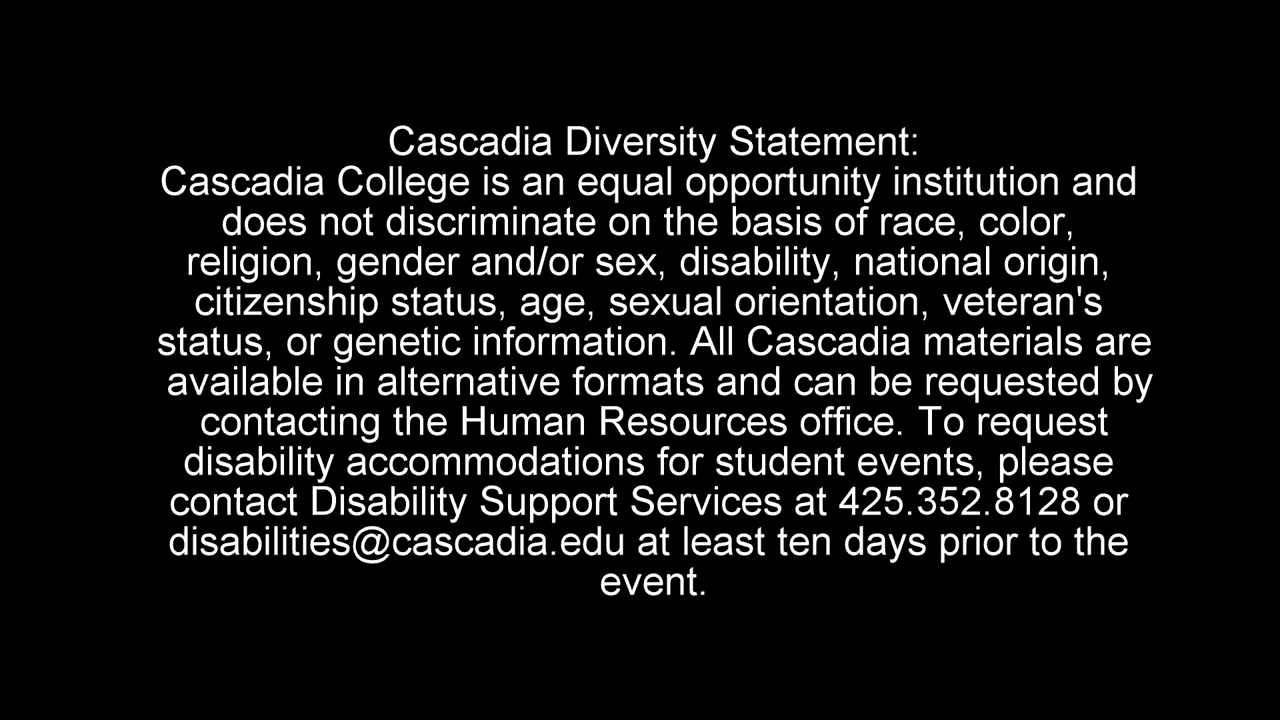 Cascadia Diversity Statement:
Cascadia College is an equal opportunity institution and
does not discriminate on the basis of race, color,
religion, gender and/or sex, disability, national origin,
citizenship status, age, sexual orientation, veteran's
status, or genetic information. All Cascadia materials are
available in alternative formats and can be requested by
contacting the Human Resources office. To request
disability accommodations for student events, please
contact Disability Support Services at 425.352.8128 or
disabilities@cascadia.edu at least ten days prior to the
event.